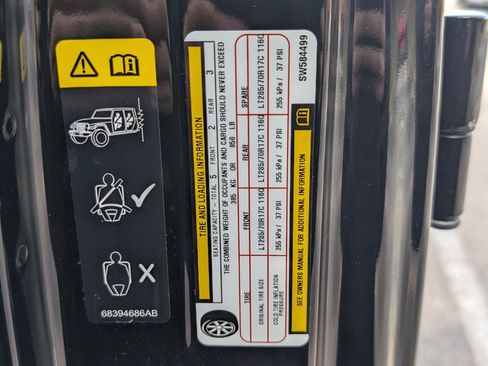 68394686AB
TIRE AND LOADING INFORMATION
SEATING CAPACITY - TOTAL 5 FRONT 2 REAR 3
THE COMBINED WEIGHT OF OCCUPANTS AND CARGO SHOULD NEVER EXCEED
385 KG OR 850 LB
TIRE FRONT REAR SPARE
ORIGINAL TIRE SIZE LT285/70R17C 116Q LT285/70R17C 116Q LT285/70R17C 116Q
COLD TIRE INFLATION PRESSURE 255 kPa / 37 PSI 255 kPa / 37 PSI 255 kPa / 37 PSI
SEE OWNERS MANUAL FOR ADDITIONAL INFORMATION
SW584499